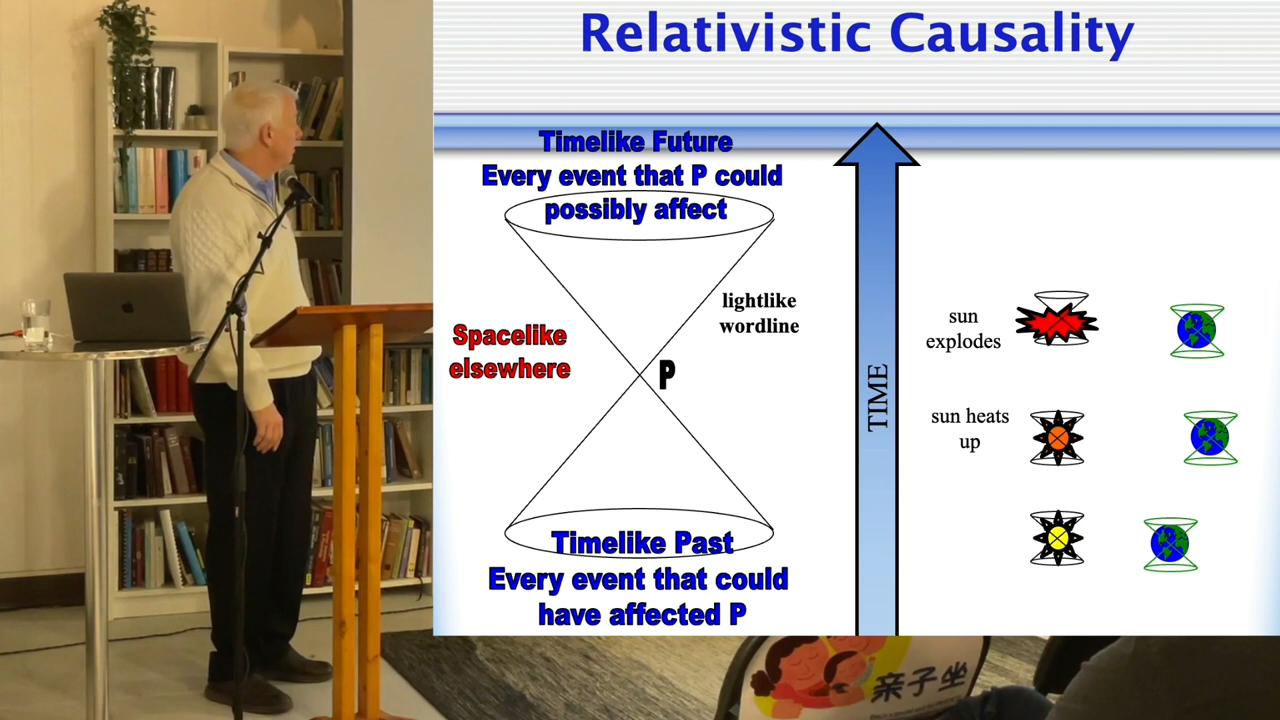 Relativistic Causality
Timelike Future
Every event that P could
possibly affect
lightlike
wordline
Spacelike
elsewhere
P
Timelike Past
Every event that could
have affected P
TIME
sun
explodes
sun heats
up
亲子坐